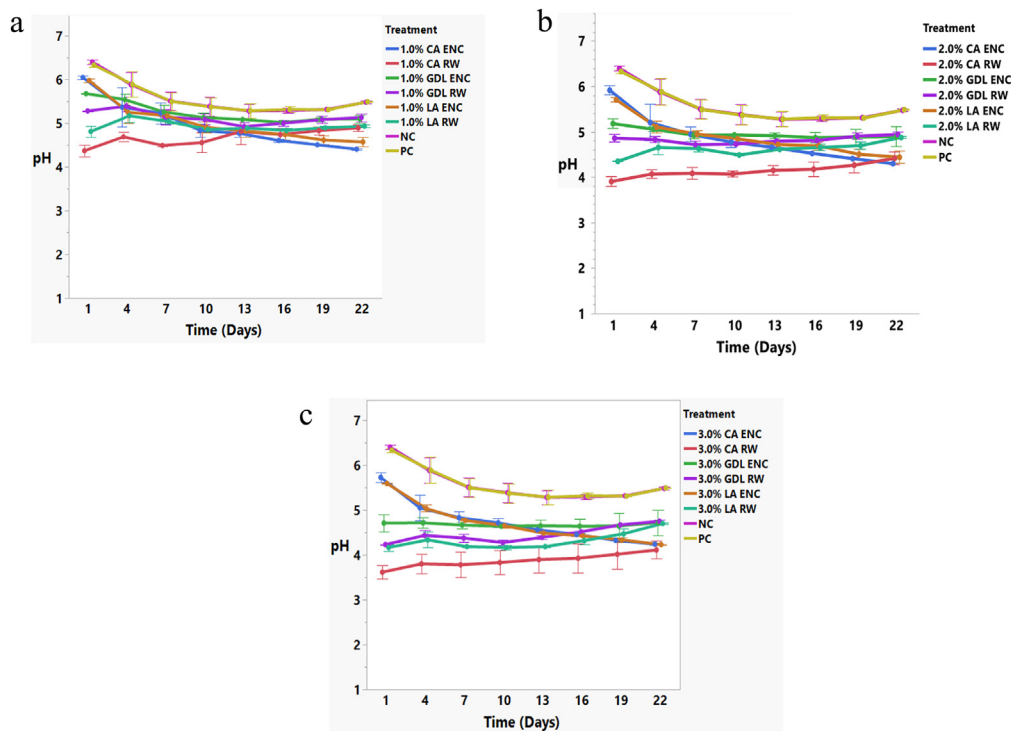 a
pH
7
6
5
4
3
2
1
1 4 7 10 13 16 19 22
Time (Days)
Treatment
1.0% CA ENC
1.0% CA RW
1.0% GDL ENC
1.0% GDL RW
1.0% LA ENC
1.0% LA RW
NC
PC
b
pH
7
6
5
4
3
2
1
1 4 7 10 13 16 19 22
Time (Days)
Treatment
2.0% CA ENC
2.0% CA RW
2.0% GDL ENC
2.0% GDL RW
2.0% LA ENC
2.0% LA RW
NC
PC
c
pH
7
6
5
4
3
2
1
1 4 7 10 13 16 19 22
Time (Days)
Treatment
3.0% CA ENC
3.0% CA RW
3.0% GDL ENC
3.0% GDL RW
3.0% LA ENC
3.0% LA RW
NC
PC